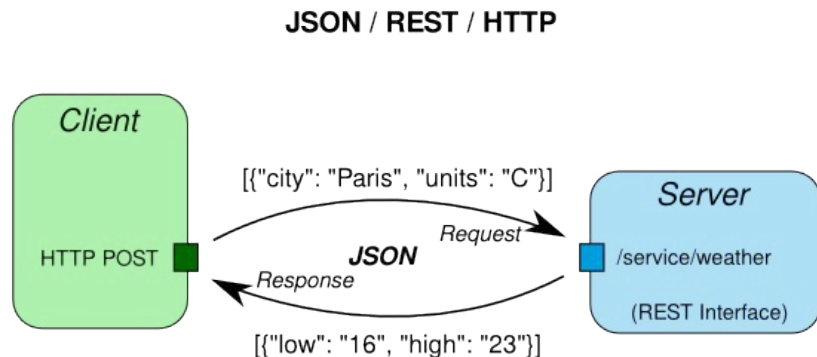 JSON / REST / HTTP
Client
[{"city": "Paris", "units": "C"}]
Server
Request
HTTP POST
JSON
/service/weather
Response
(REST Interface)
[{"low": "16", "high": "23"}]